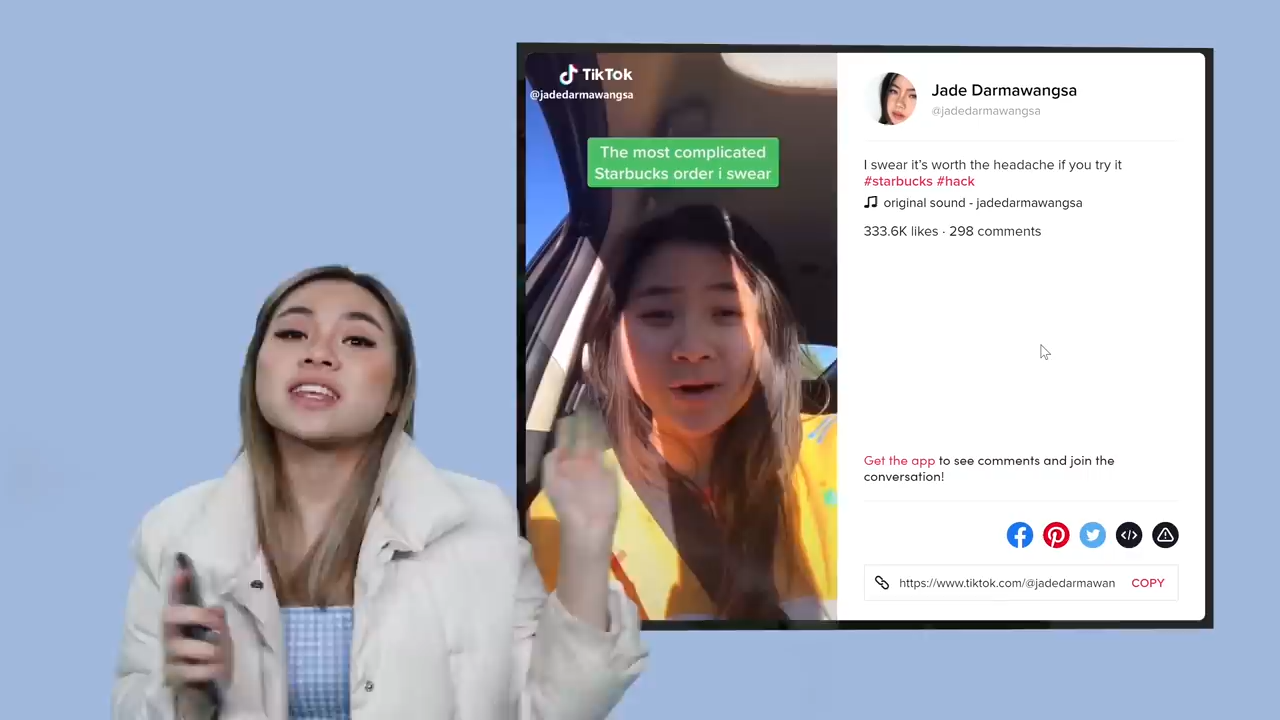 TikTok
@jadedarmawangsa
The most complicated
Starbucks order i swear
Jade Darmawangsa
@jadedarmawangsa
I swear it’s worth the headache if you try it
#starbucks #hack
original sound - jadedarmawangsa
333.6K likes · 298 comments
Get the app to see comments and join the
conversation!
https://www.tiktok.com/@jadedarmawan
COPY